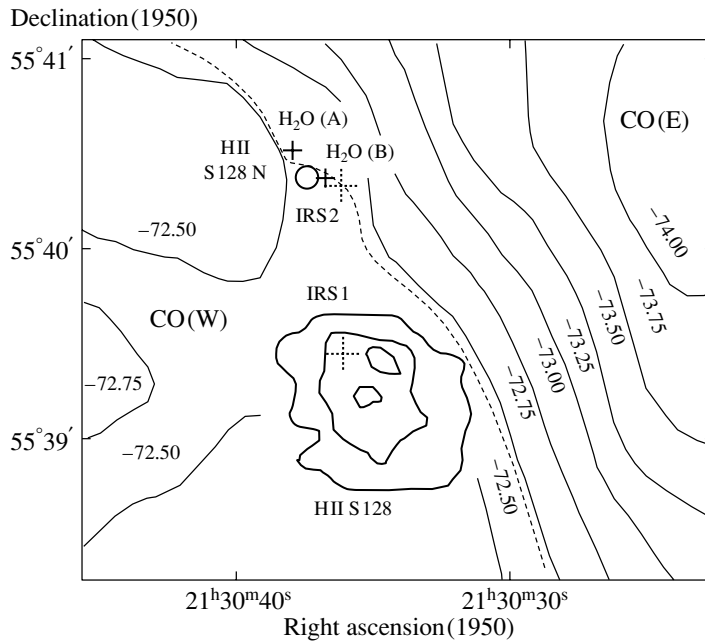 Declination (1950)
55°41′
H₂O (A)
CO(E)
HII
S128 N
H₂O (B)
IRS2
−72.50
−74.00
55°40′
IRS1
−73.75
CO(W)
−73.50
−73.25
−73.00
−72.75
−72.75
55°39′
−72.50
−72.50
HII S128
21ʰ30ᵐ40ˢ
21ʰ30ᵐ30ˢ
Right ascension (1950)